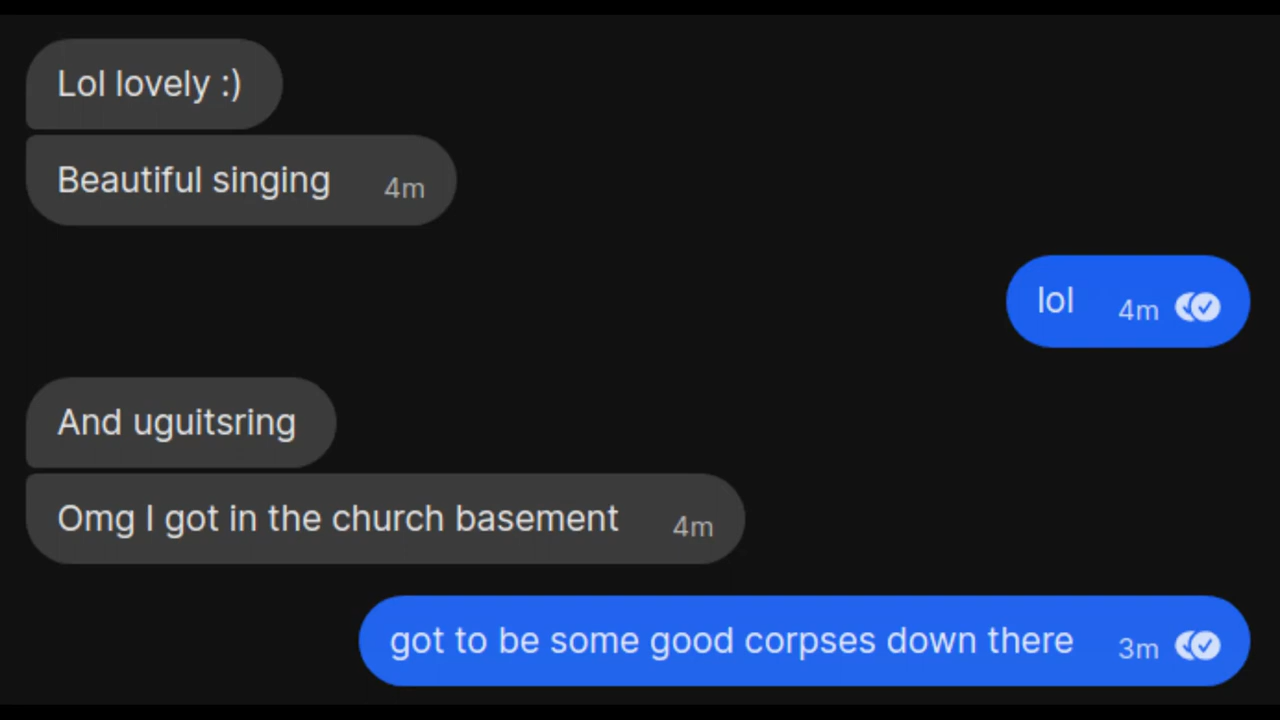 Lol lovely :)
Beautiful singing 4m
lol 4m
And uguitsring
Omg I got in the church basement 4m
got to be some good corpses down there 3m